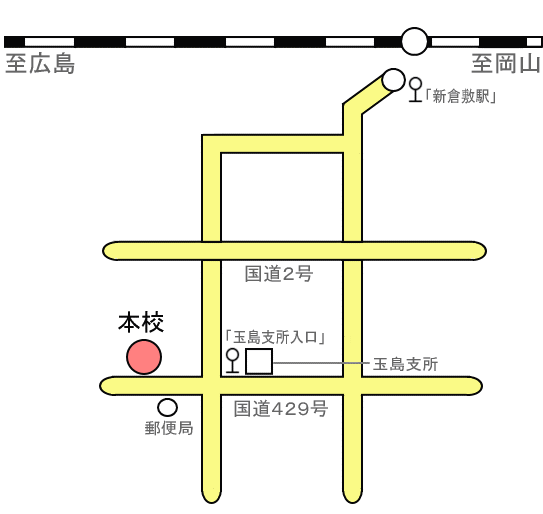 至広島
至岡山
「新倉敷駅」
国道2号
本校
「玉島支所入口」
玉島支所
国道429号
郵便局